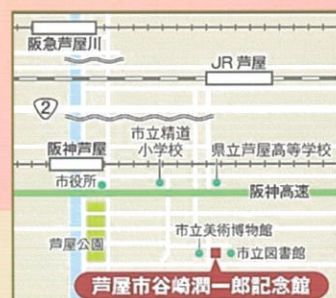 阪急芦屋川
JR 芦屋
2
市立精道
小学校
県立芦屋高等学校
阪神芦屋
市役所
阪神高速
芦屋公園
市立美術博物館
市立図書館
芦屋市谷崎潤一郎記念館